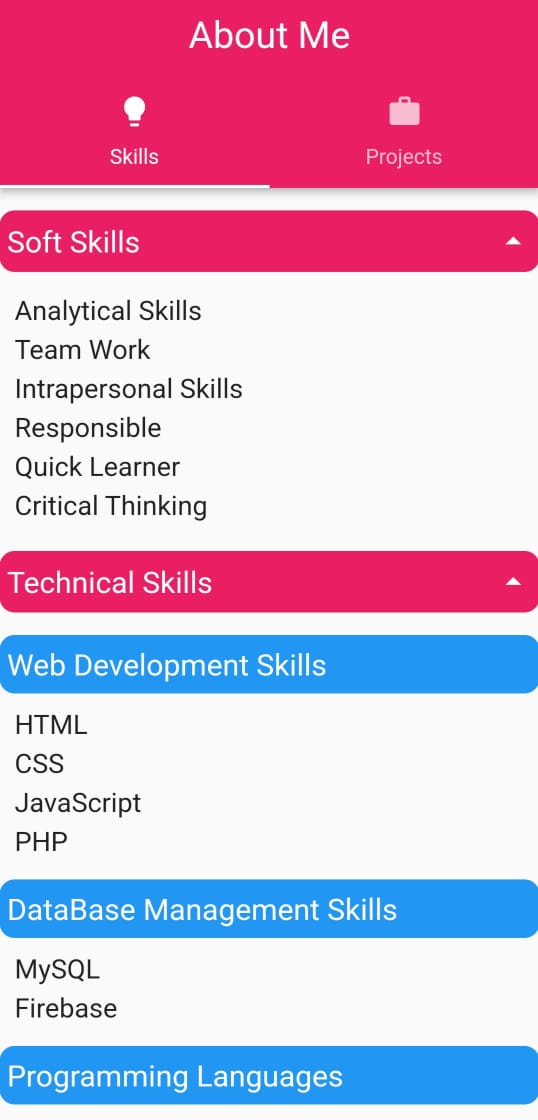 About Me
Skills
Projects
Soft Skills
Analytical Skills
Team Work
Intrapersonal Skills
Responsible
Quick Learner
Critical Thinking
Technical Skills
Web Development Skills
HTML
CSS
JavaScript
PHP
DataBase Management Skills
MySQL
Firebase
Programming Languages